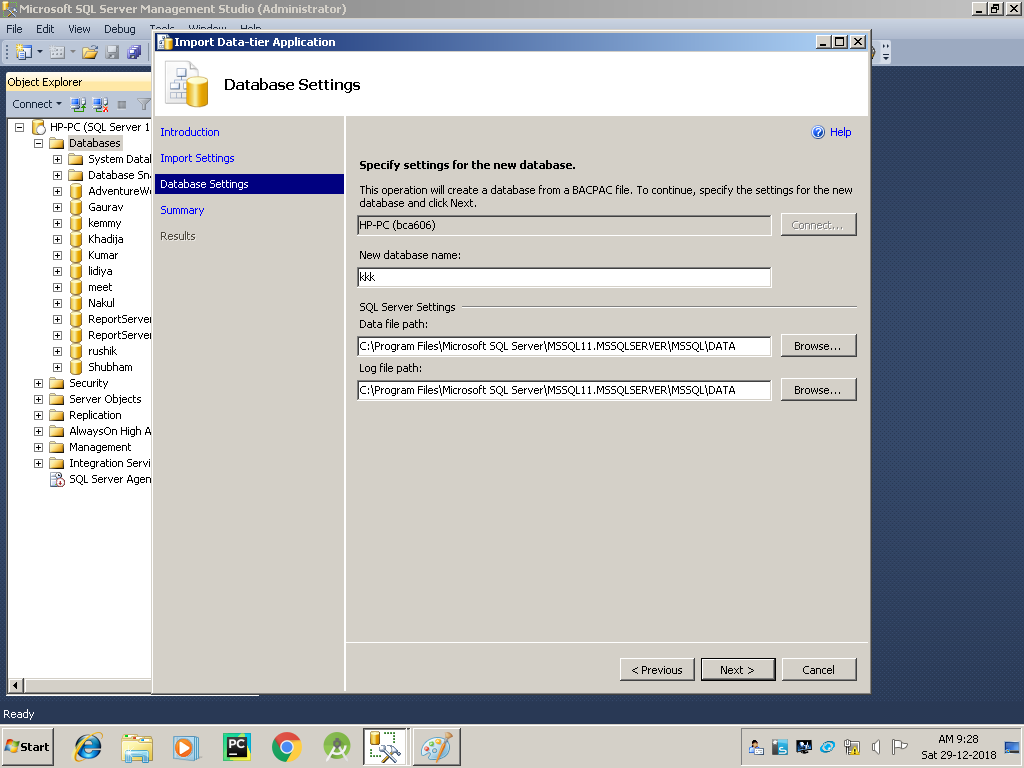 Microsoft SQL Server Management Studio (Administrator)
File Edit View Debug Tools Window Help
Import Data-tier Application
Database Settings
Object Explorer
Connect
HP-PC (SQL Server 1
Databases
System Data
Database Sn
AdventureW
Gaurav
kemmy
Khadija
Kumar
lidiya
meet
Nakul
ReportServer
ReportServer
rushik
Shubham
Security
Server Objects
Replication
AlwaysOn High A
Management
Integration Servi
SQL Server Agen
Introduction
Import Settings
Database Settings
Summary
Results
Help
Specify settings for the new database.
This operation will create a database from a BACPAC file. To continue, specify the settings for the new
database and click Next.
HP-PC (bca606)
Connect...
New database name:
kkk
SQL Server Settings
Data file path:
C:\Program Files\Microsoft SQL Server\MSSQL11.MSSQLSERVER\MSSQL\DATA
Browse...
Log file path:
C:\Program Files\Microsoft SQL Server\MSSQL11.MSSQLSERVER\MSSQL\DATA
Browse...
< Previous
Next >
Cancel
Ready
Start
PC
AM 9:28
Sat 29-12-2018